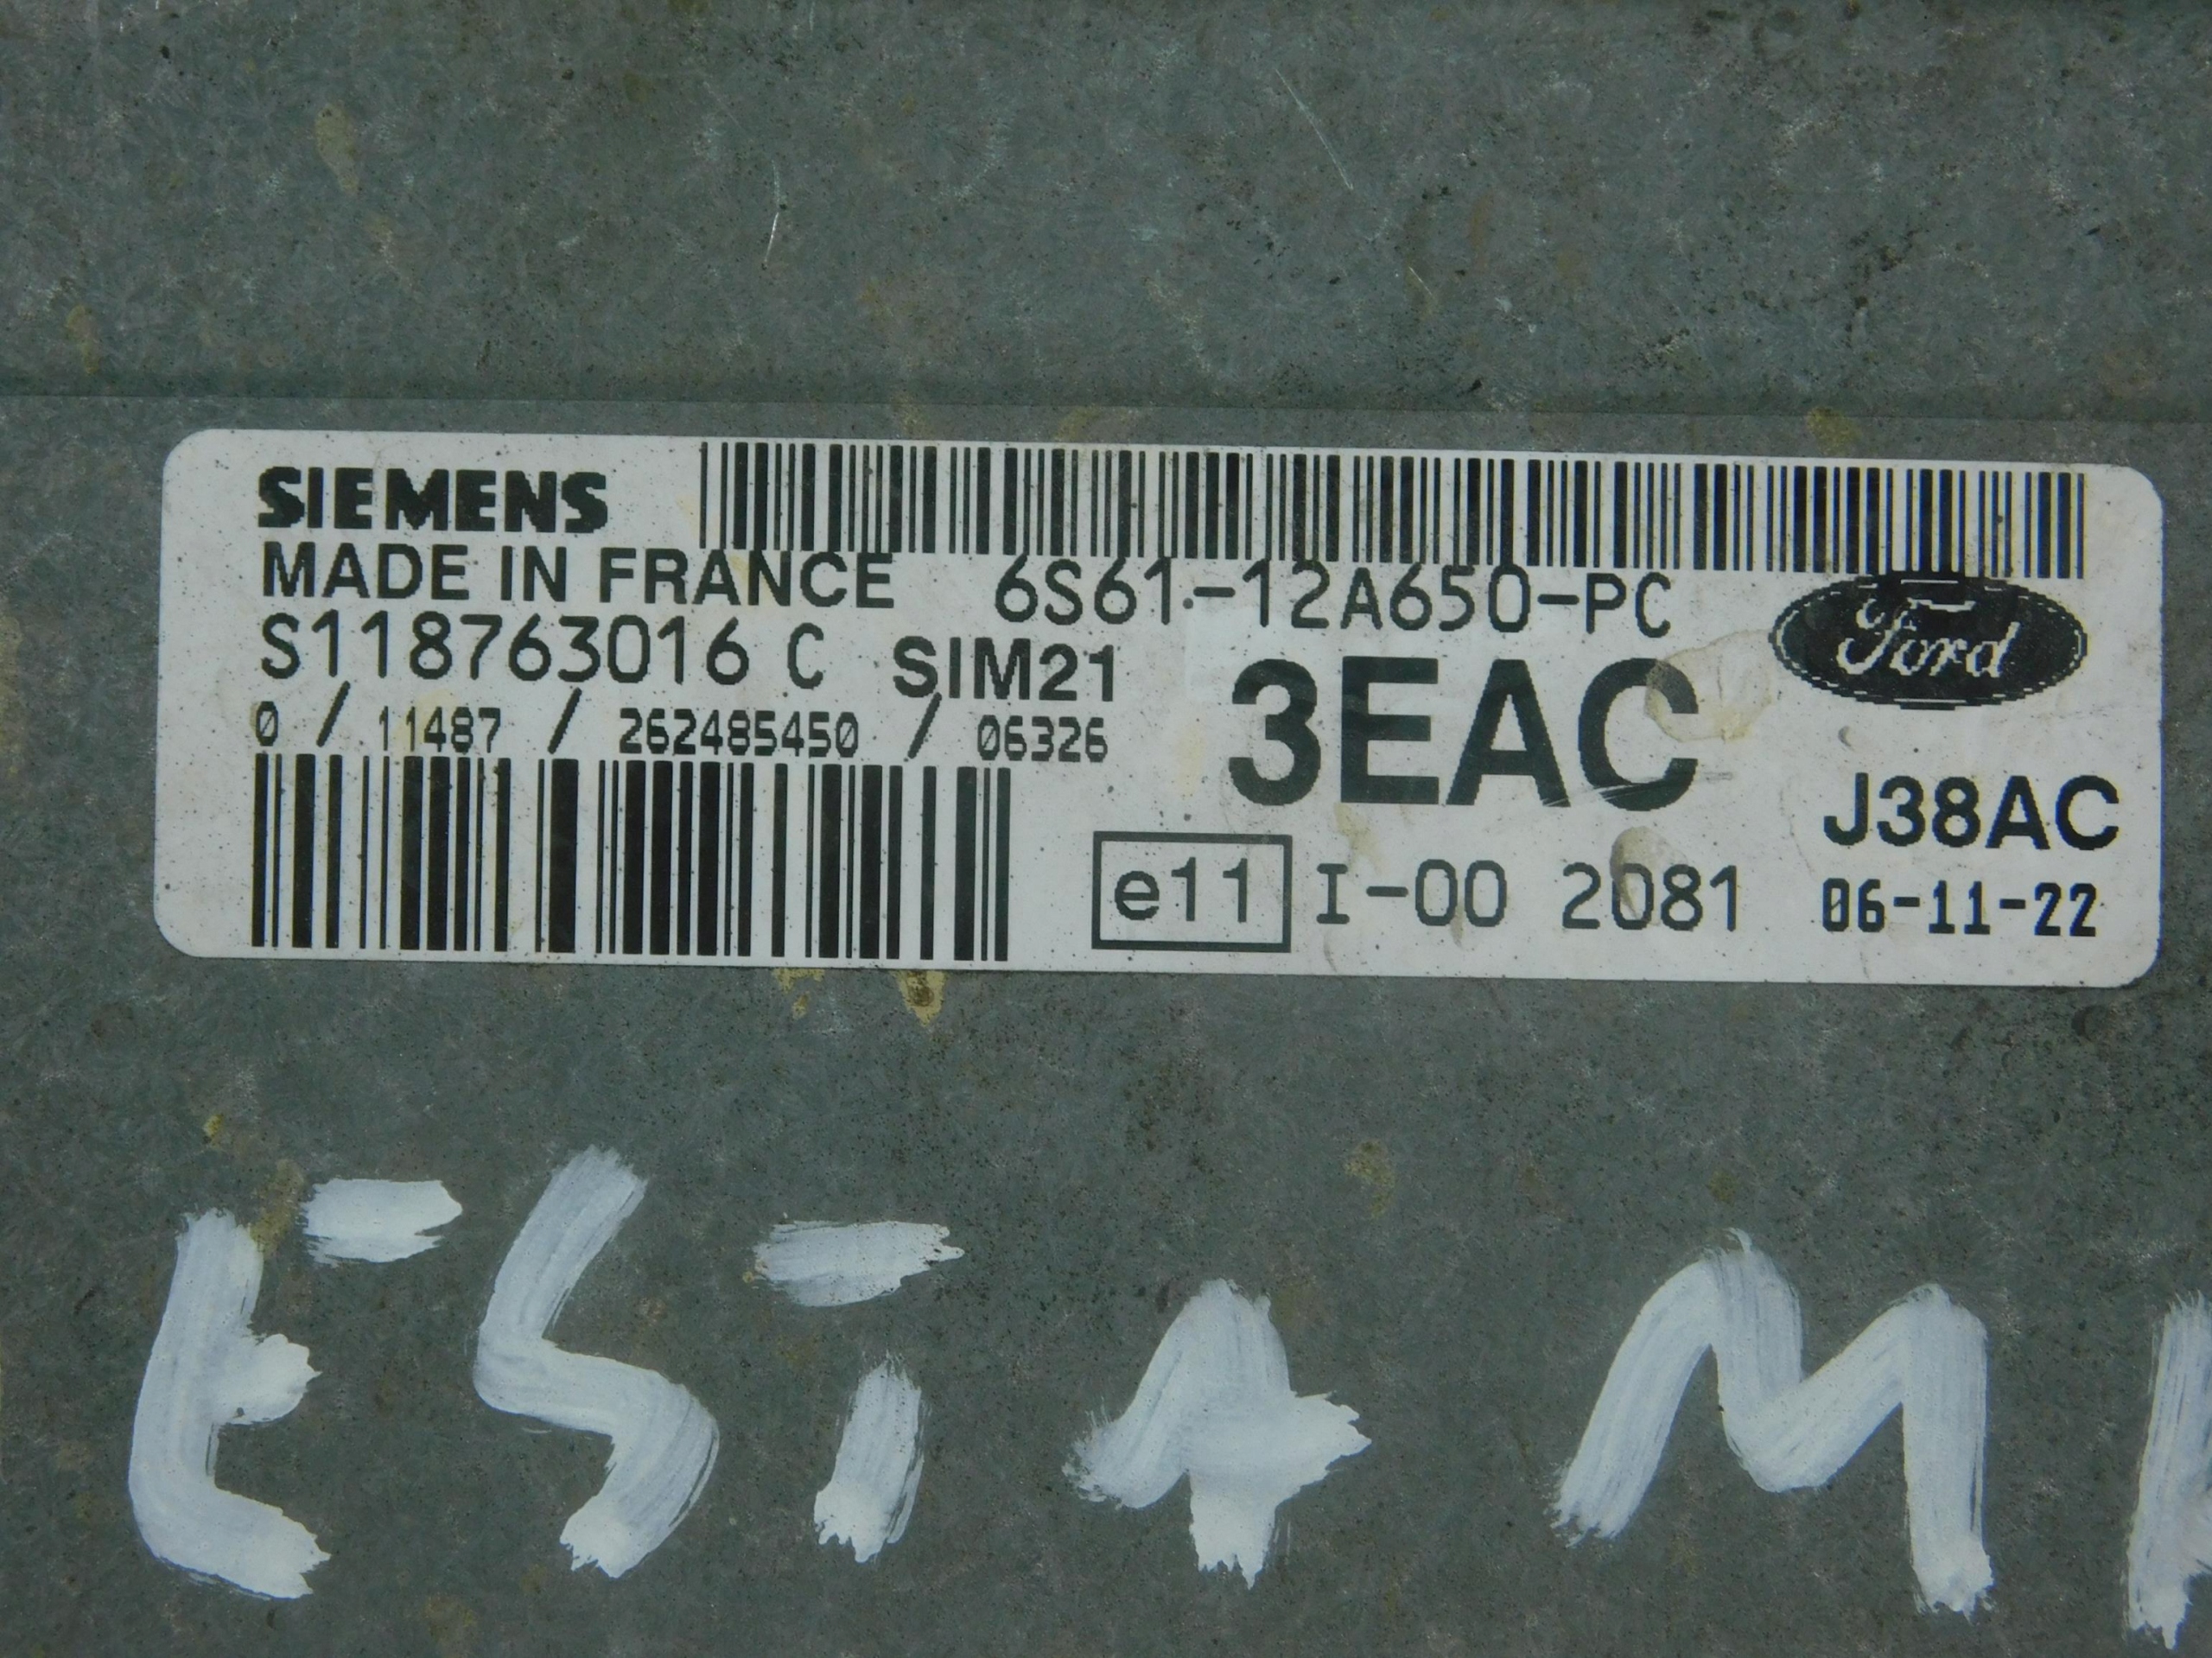 SIEMENS
MADE IN FRANCE 6S61-12A650-PC
S118763016 C SIM21 3EAC Ford
0 / 11487 / 262485450 / 06326
J38AC
e11 I-00 2081 06-11-22
ESTA